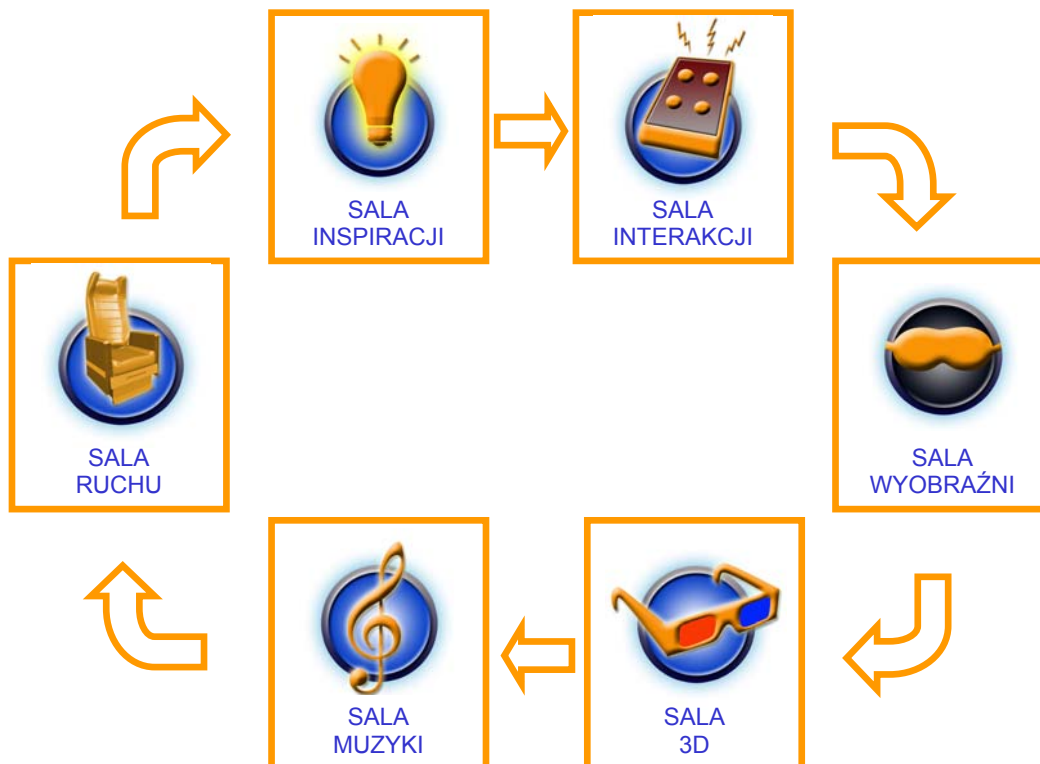 SALA
INSPIRACJI
SALA
INTERAKCJI
SALA
WYOBRAŹNI
SALA
3D
SALA
MUZYKI
SALA
RUCHU